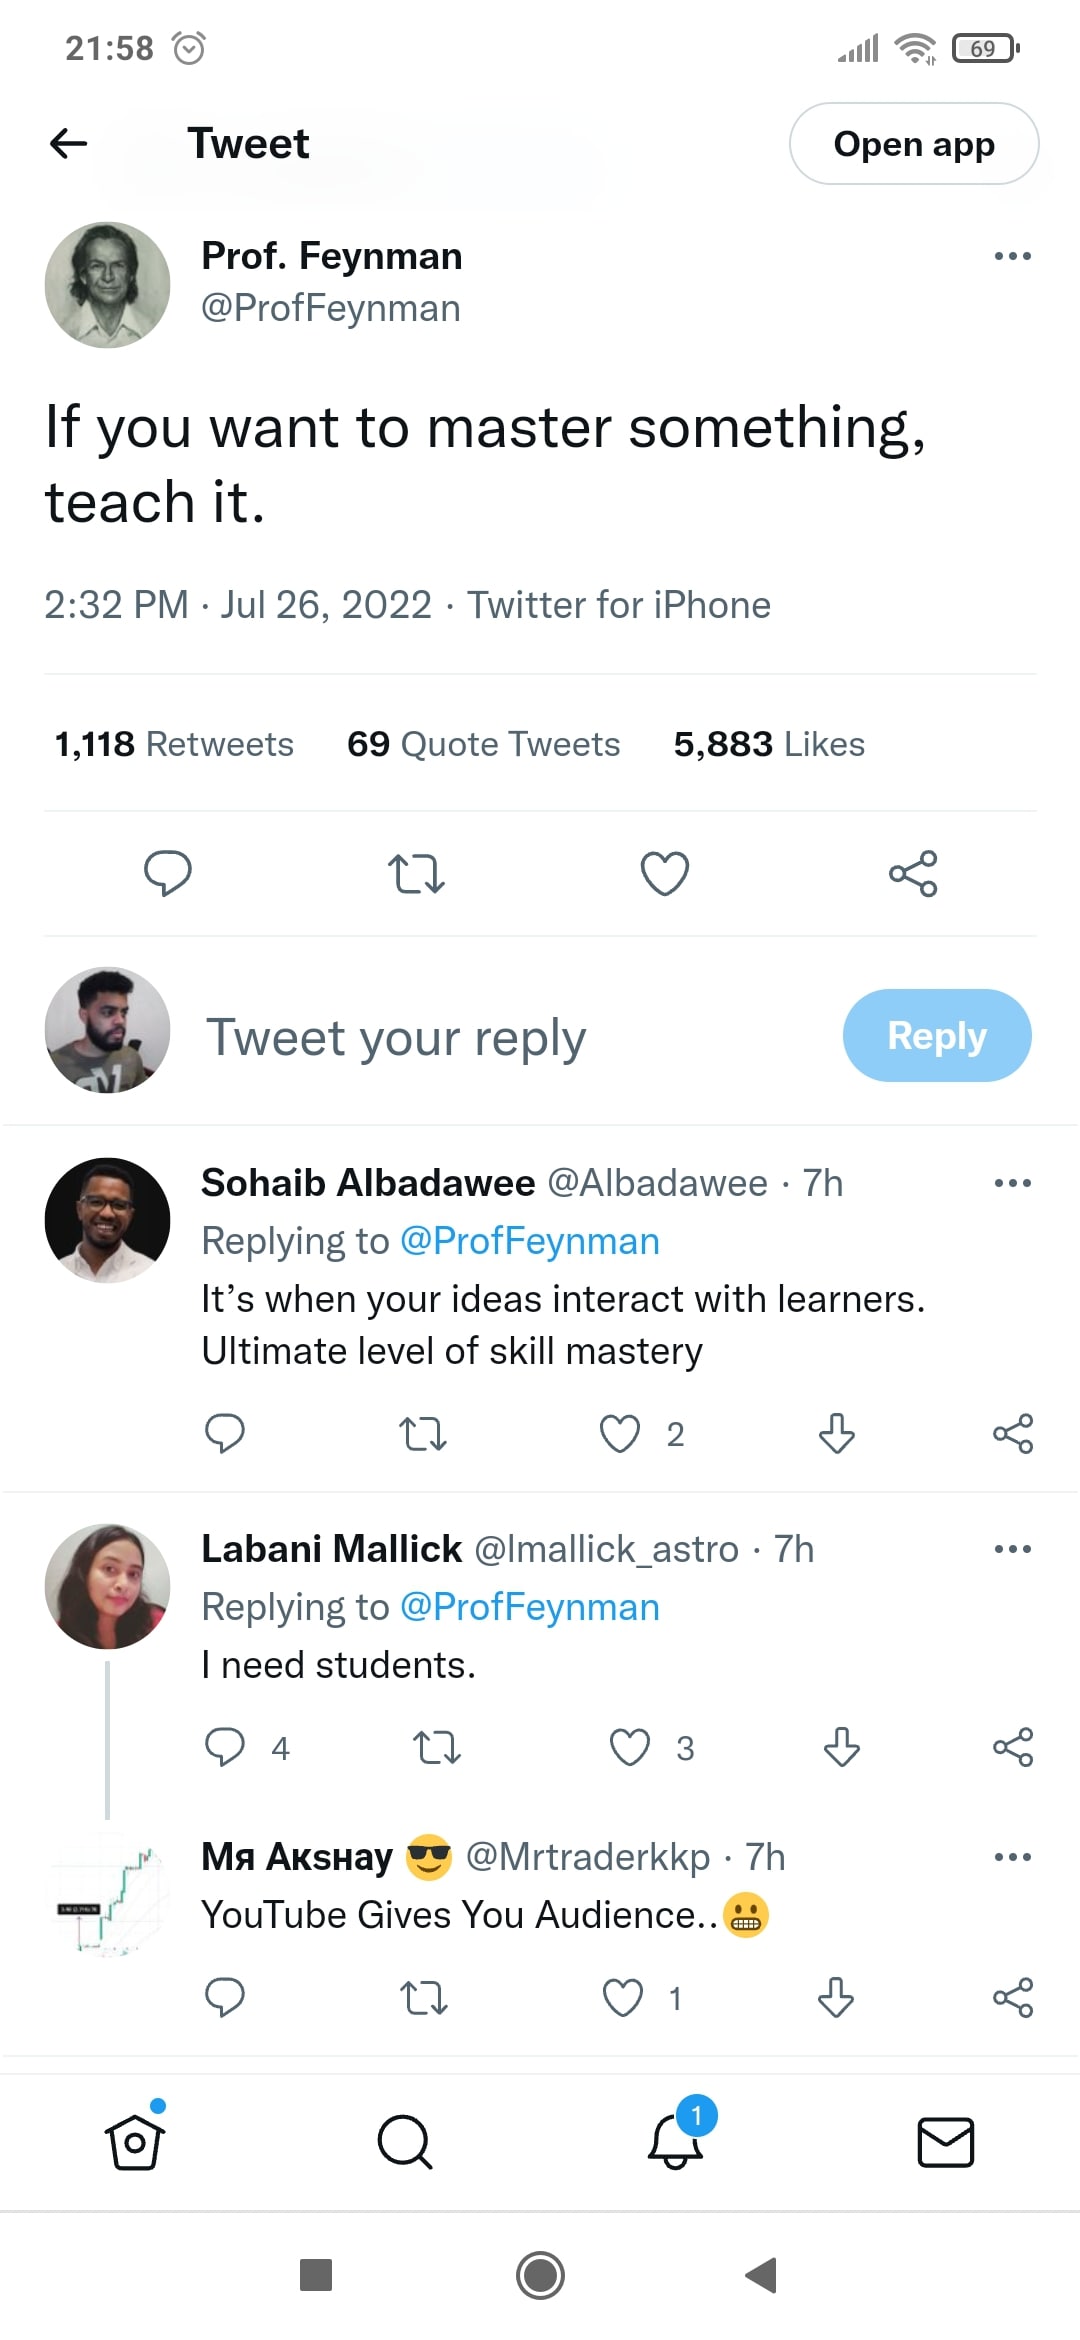 21:58
69
Tweet
Open app
Prof. Feynman
@ProfFeynman
If you want to master something,
teach it.
2:32 PM · Jul 26, 2022 · Twitter for iPhone
1,118 Retweets 69 Quote Tweets 5,883 Likes
Tweet your reply
Reply
Sohaib Albadawee @Albadawee · 7h
Replying to @ProfFeynman
It’s when your ideas interact with learners.
Ultimate level of skill mastery
2
Labani Mallick @lmallick_astro · 7h
Replying to @ProfFeynman
I need students.
4 3
Mя Aкsнay 😎 @Mrtraderkkp · 7h
YouTube Gives You Audience..😬
1
1